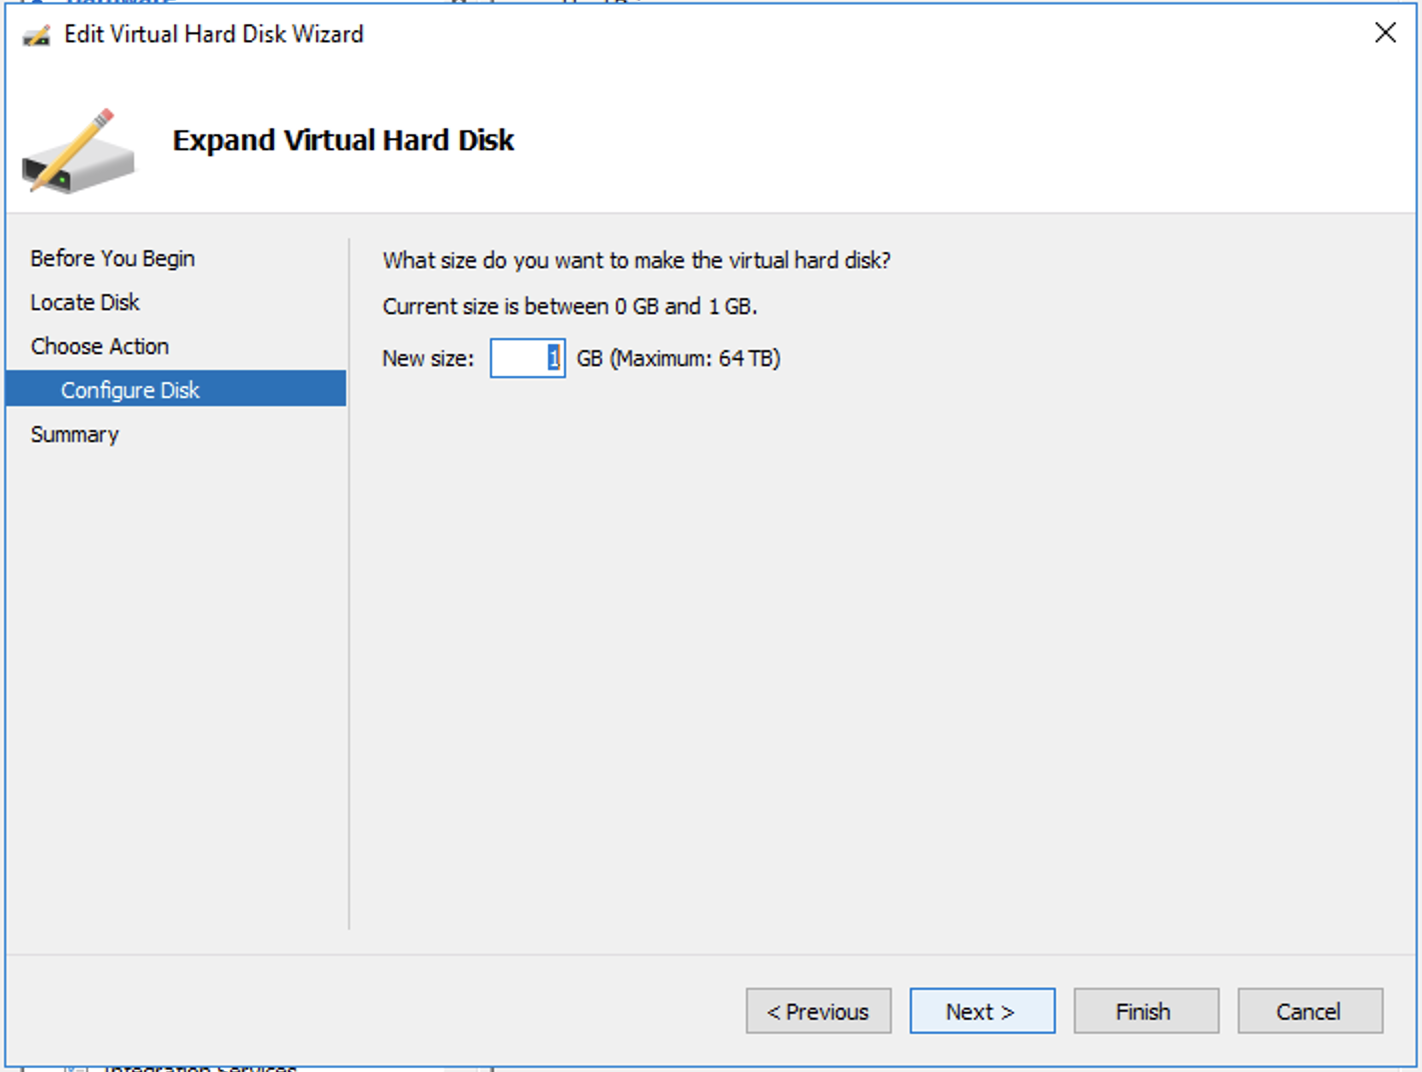 Edit Virtual Hard Disk Wizard
Expand Virtual Hard Disk
Before You Begin
Locate Disk
Choose Action
Configure Disk
Summary
What size do you want to make the virtual hard disk?
Current size is between 0 GB and 1 GB.
New size: 1 GB (Maximum: 64 TB)
< Previous
Next >
Finish
Cancel
Integration Services